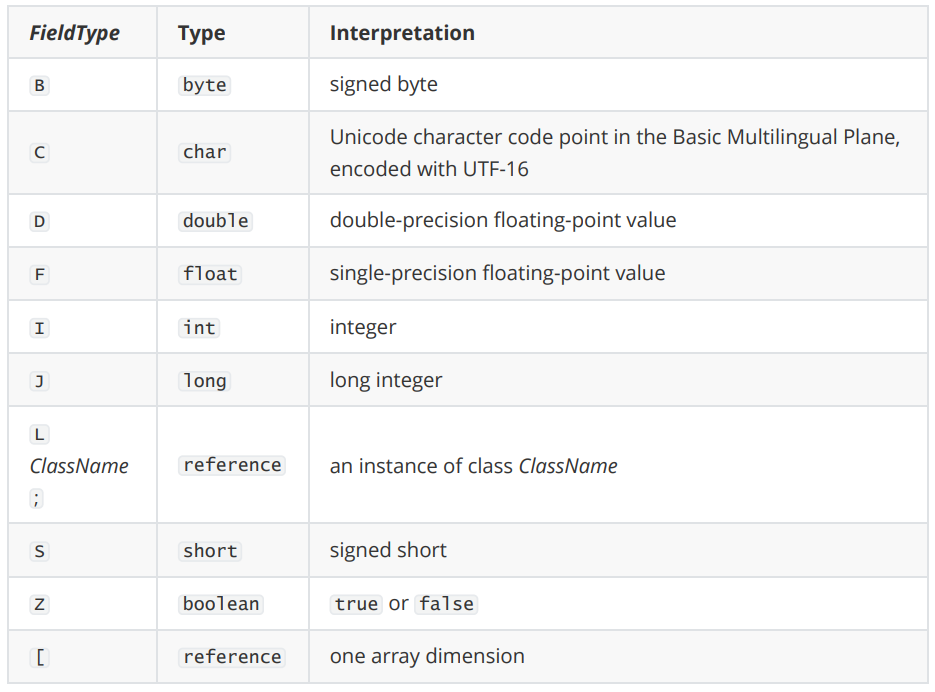 FieldType Type Interpretation
B byte signed byte
C char Unicode character code point in the Basic Multilingual Plane,
encoded with UTF-16
D double double-precision floating-point value
F float single-precision floating-point value
I int integer
J long long integer
L
ClassName reference an instance of class ClassName
;
S short signed short
Z boolean true or false
[ reference one array dimension